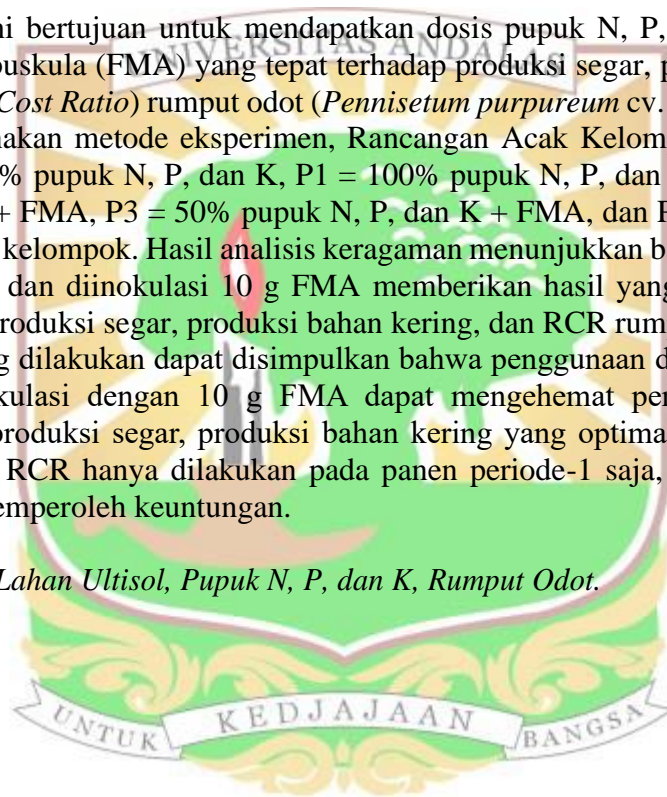 ni bertujuan untuk mendapatkan dosis pupuk N, P,
UNIVERSITAS ANDALAS
ouskula (FMA) yang tepat terhadap produksi segar, p
Cost Ratio) rumput odot (Pennisetum purpureum cv.
nakan metode eksperimen, Rancangan Acak Kelom
% pupuk N, P, dan K, P1 = 100% pupuk N, P, dan
+ FMA, P3 = 50% pupuk N, P, dan K + FMA, dan P
kelompok. Hasil analisis keragaman menunjukkan b
dan diinokulasi 10 g FMA memberikan hasil yang
roduksi segar, produksi bahan kering, dan RCR rum
g dilakukan dapat disimpulkan bahwa penggunaan d
kulasi dengan 10 g FMA dapat mengehemat pen
produksi segar, produksi bahan kering yang optima
RCR hanya dilakukan pada panen periode-1 saja,
emperoleh keuntungan.
Lahan Ultisol, Pupuk N, P, dan K, Rumput Odot.
UNTUK KEDJAJAAN BANGSA